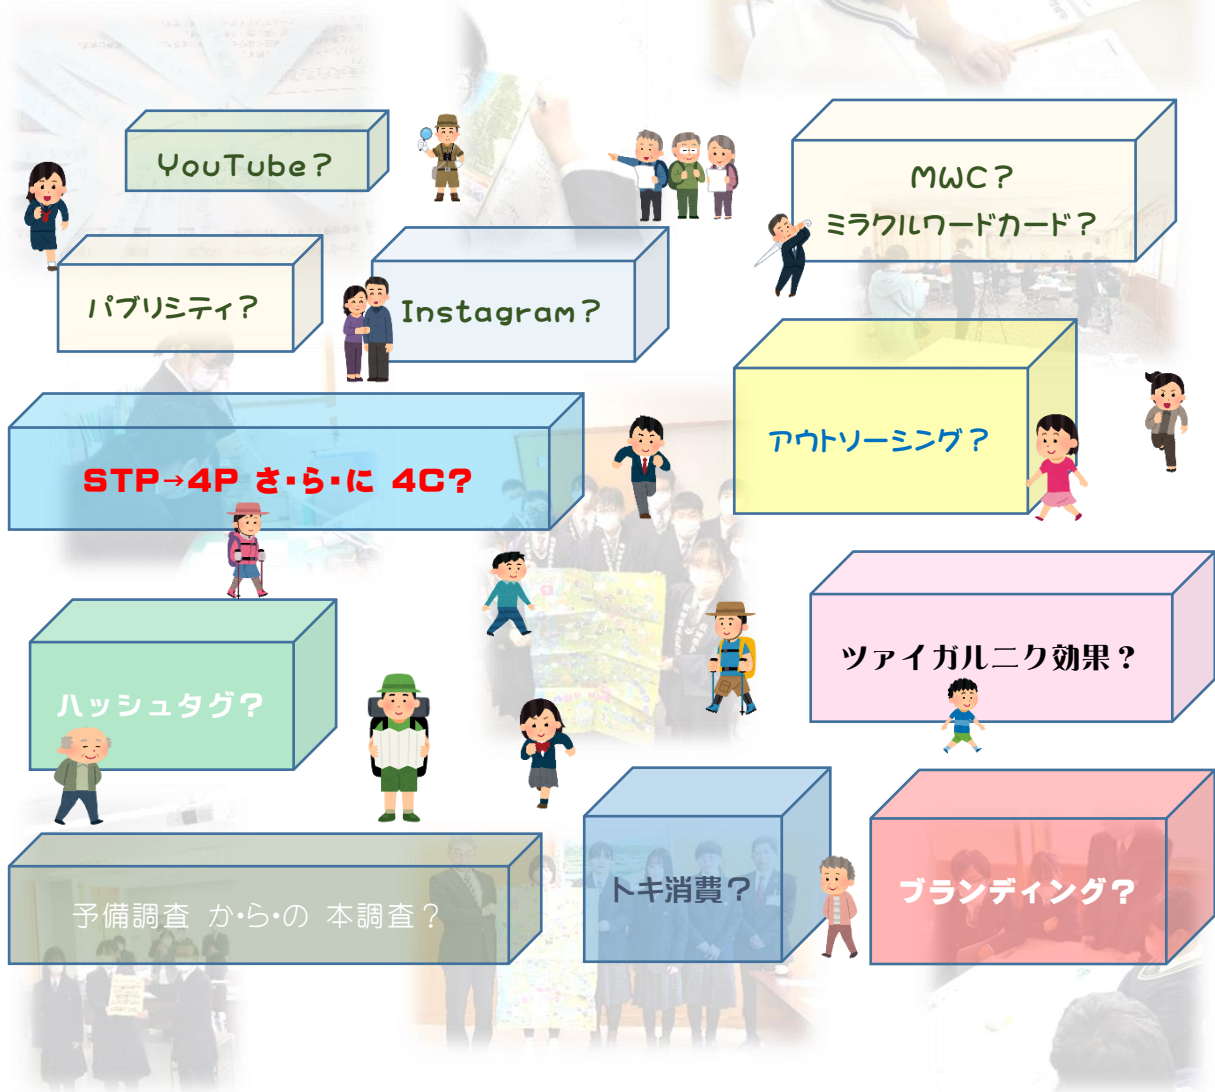 YouTube？
MWC？
ミラクルワードカード？
パブリシティ？
Instagram？
アウトソーシング？
STP→4P さ・ら・に 4C？
ツァイガルニク効果？
ハッシュタグ？
トキ消費？
ブランディング？
予備調査 か・ら・の 本調査？